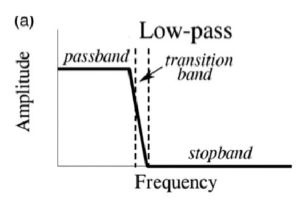 (a)
Low-pass
passband
transition
band
Amplitude
stopband
Frequency